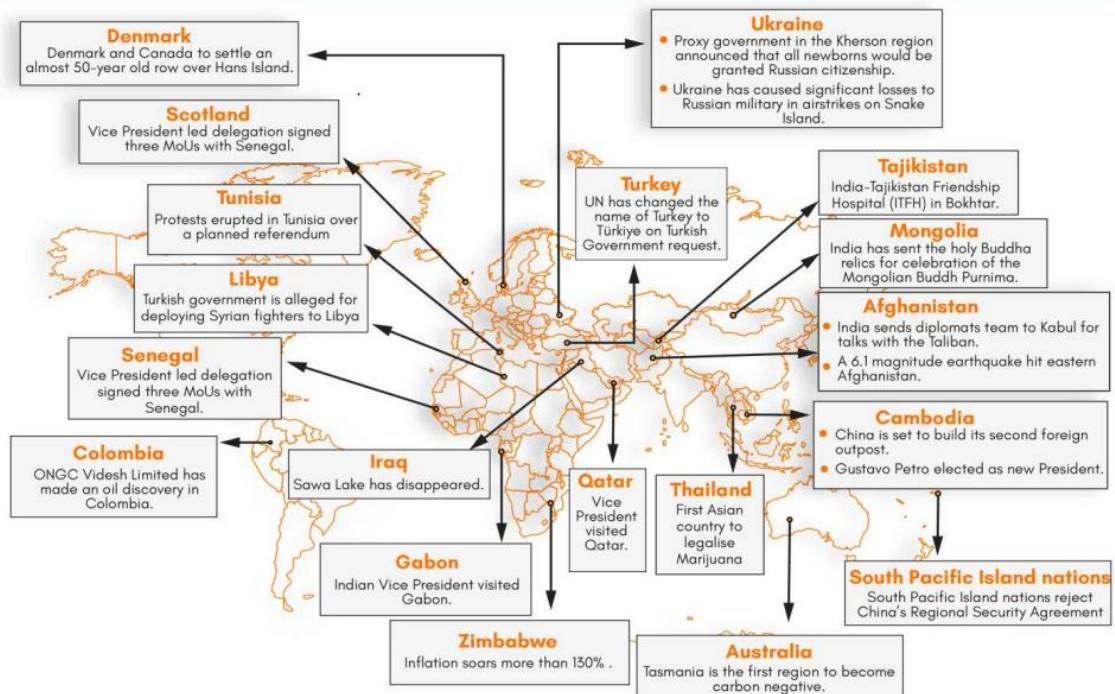 Denmark
Denmark and Canada to settle an
almost 50-year old row over Hans Island.
Ukraine
Proxy government in the Kherson region
announced that all newborns would be
granted Russian citizenship.
Ukraine has caused significant losses to
Russian military in airstrikes on Snake
Island.
Scotland
Vice President led delegation signed
three MoUs with Senegal.
Tunisia
Protests erupted in Tunisia over
a planned referendum
Turkey
UN has changed the
name of Turkey to
Türkiye on Turkish
Government request.
Tajikistan
India-Tajikistan Friendship
Hospital (ITFH) in Bokhtar.
Mongolia
India has sent the holy Buddha
relics for celebration of the
Mongolian Buddh Purnima.
Libya
Turkish government is alleged for
deploying Syrian fighters to Libya
Afghanistan
India sends diplomats team to Kabul for
talks with the Taliban.
A 6.1 magnitude earthquake hit eastern
Afghanistan.
Senegal
Vice President led delegation
signed three MoUs with
Senegal.
Cambodia
China is set to build its second foreign
outpost.
Gustavo Petro elected as new President.
Colombia
ONGC Videsh Limited has
made an oil discovery in
Colombia.
Iraq
Sawa Lake has disappeared.
Qatar
Vice
President
visited
Qatar.
Thailand
First Asian
country to
legalise
Marijuana
Gabon
Indian Vice President visited
Gabon.
South Pacific Island nations
South Pacific Island nations reject
China's Regional Security Agreement
Zimbabwe
Inflation soars more than 130% .
Australia
Tasmania is the first region to become
carbon negative.